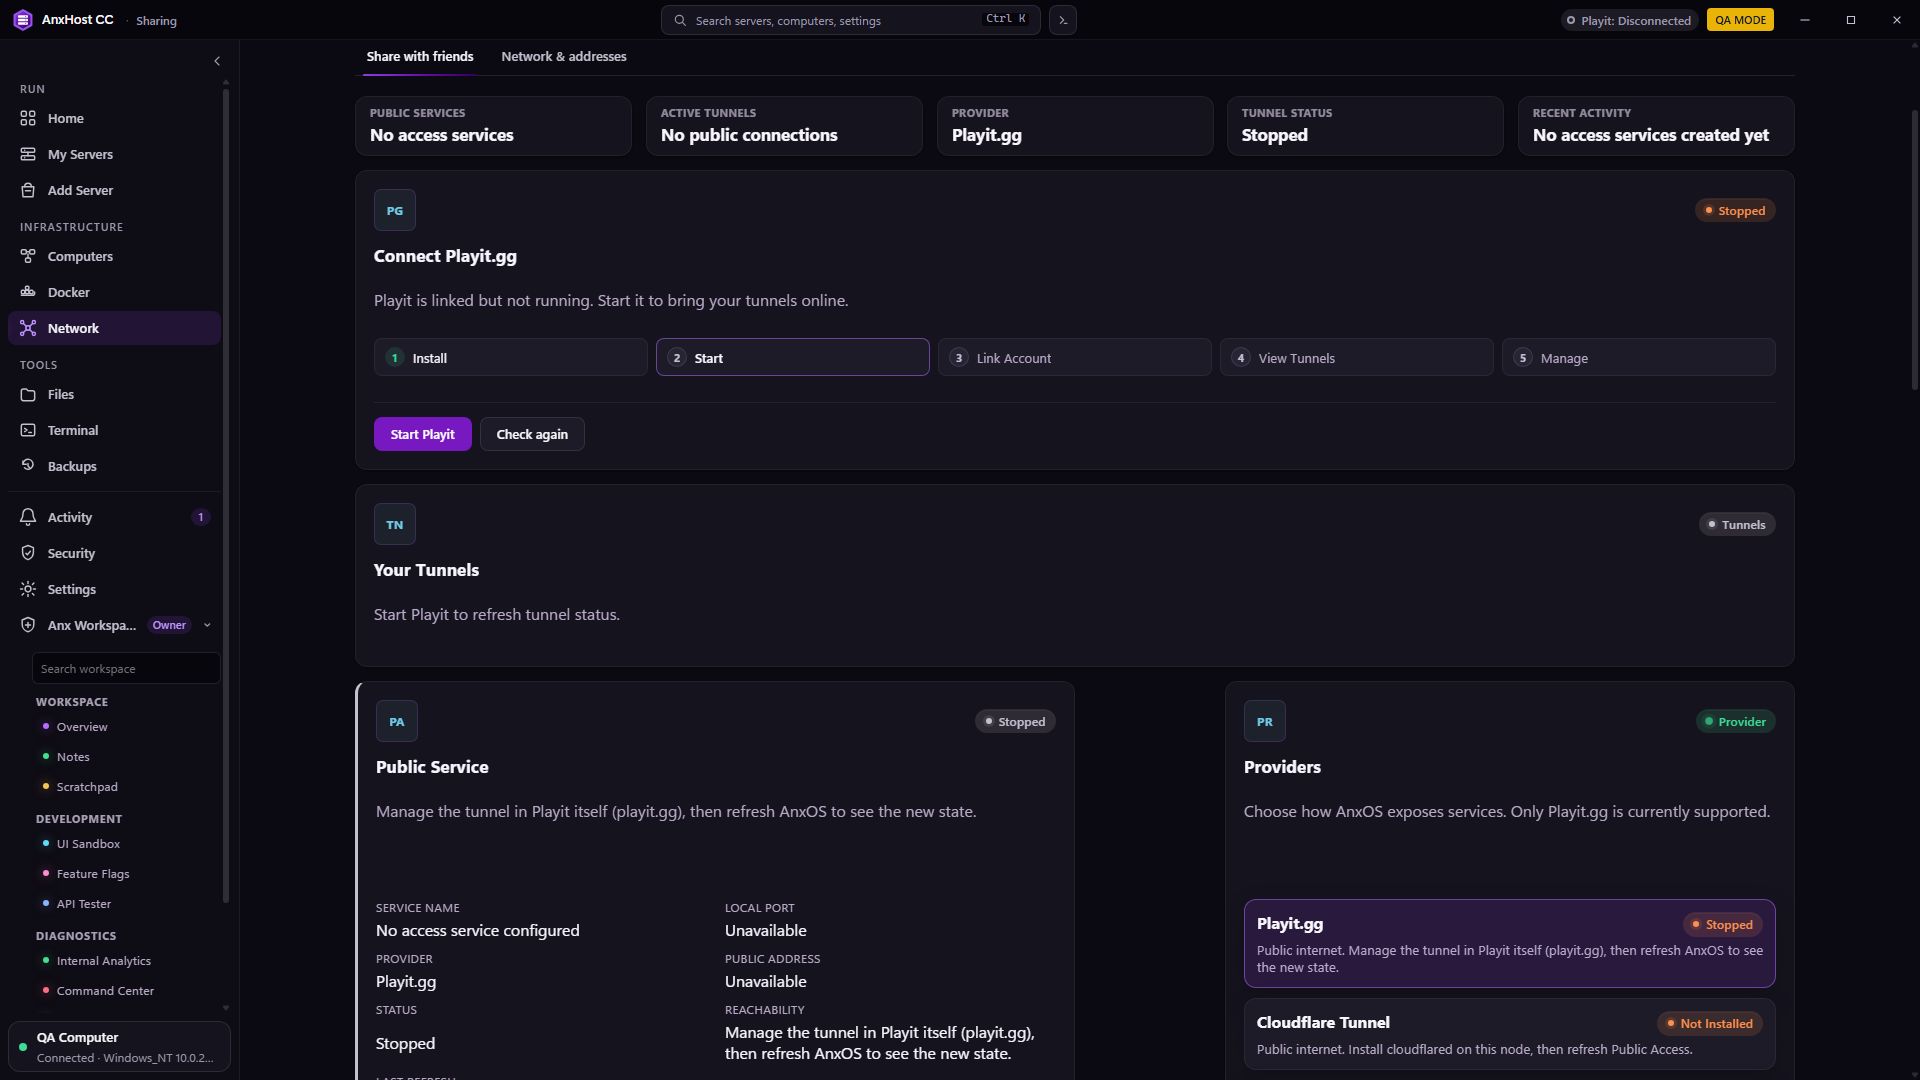 AnxHost CC · Sharing
Search servers, computers, settings Ctrl K
Playit: Disconnected
QA MODE
RUN
Home
My Servers
Add Server
INFRASTRUCTURE
Computers
Docker
Network
TOOLS
Files
Terminal
Backups
Activity 1
Security
Settings
Anx Workspa... Owner
Search workspace
WORKSPACE
Overview
Notes
Scratchpad
DEVELOPMENT
UI Sandbox
Feature Flags
API Tester
DIAGNOSTICS
Internal Analytics
Command Center
QA Computer
Connected · Windows_NT 10.0.2...
Share with friends
Network & addresses
PUBLIC SERVICES
No access services
ACTIVE TUNNELS
No public connections
PROVIDER
Playit.gg
TUNNEL STATUS
Stopped
RECENT ACTIVITY
No access services created yet
PG
Stopped
Connect Playit.gg
Playit is linked but not running. Start it to bring your tunnels online.
1 Install
2 Start
3 Link Account
4 View Tunnels
5 Manage
Start Playit
Check again
TN
Tunnels
Your Tunnels
Start Playit to refresh tunnel status.
PA
Stopped
Public Service
Manage the tunnel in Playit itself (playit.gg), then refresh AnxOS to see the new state.
SERVICE NAME
No access service configured
LOCAL PORT
Unavailable
PROVIDER
Playit.gg
PUBLIC ADDRESS
Unavailable
STATUS
Stopped
REACHABILITY
Manage the tunnel in Playit itself (playit.gg),
then refresh AnxOS to see the new state.
LAST REFRESH
PR
Provider
Providers
Choose how AnxOS exposes services. Only Playit.gg is currently supported.
Playit.gg
Stopped
Public internet. Manage the tunnel in Playit itself (playit.gg), then refresh AnxOS to see
the new state.
Cloudflare Tunnel
Not Installed
Public internet. Install cloudflared on this node, then refresh Public Access.